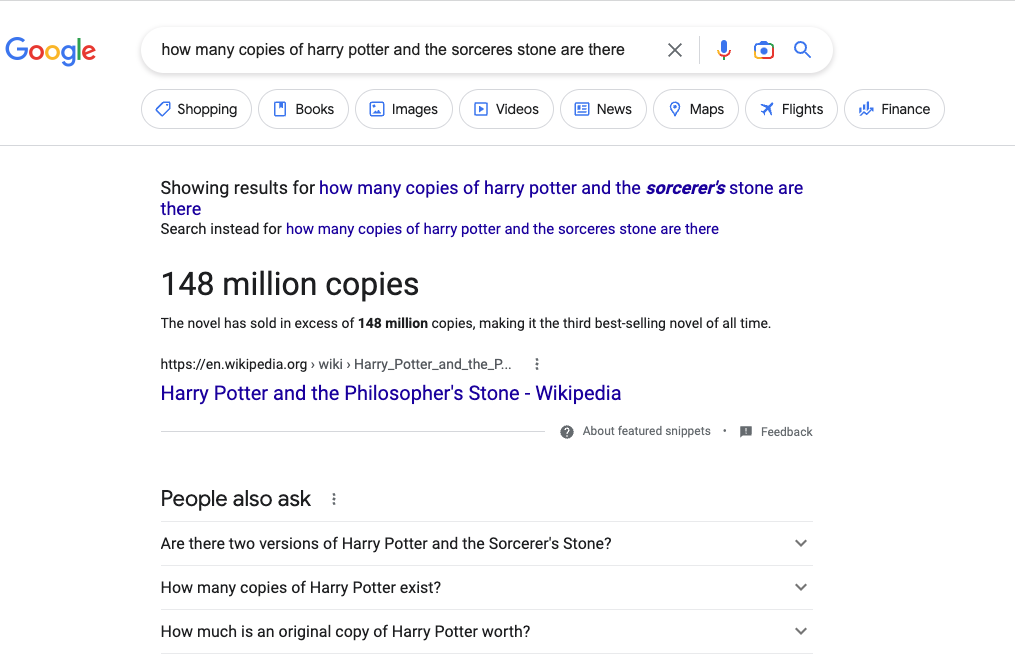 Google
how many copies of harry potter and the sorceres stone are there
Shopping Books Images Videos News Maps Flights Finance
Showing results for how many copies of harry potter and the sorcerer's stone are
there
Search instead for how many copies of harry potter and the sorceres stone are there
148 million copies
The novel has sold in excess of 148 million copies, making it the third best-selling novel of all time.
https://en.wikipedia.org › wiki › Harry_Potter_and_the_P...
Harry Potter and the Philosopher's Stone - Wikipedia
About featured snippets • Feedback
People also ask
Are there two versions of Harry Potter and the Sorcerer's Stone?
How many copies of Harry Potter exist?
How much is an original copy of Harry Potter worth?